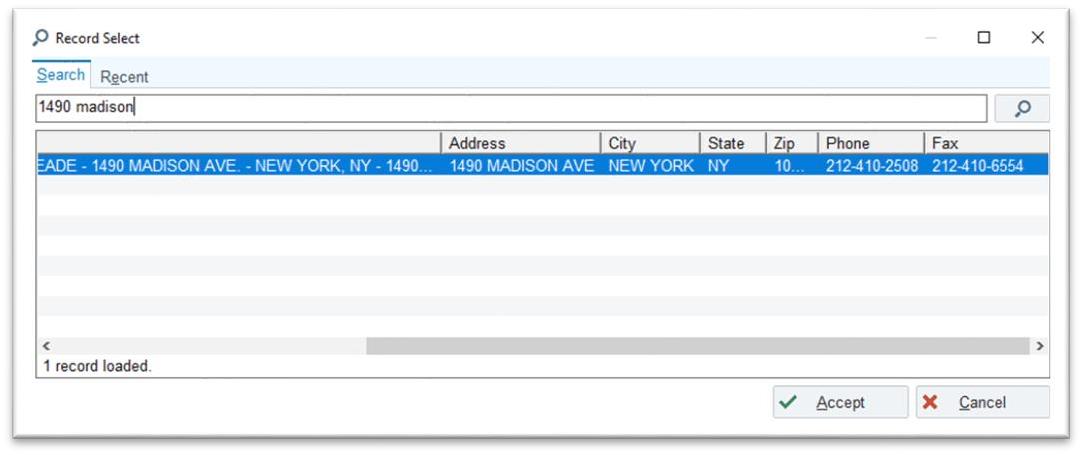 Record Select
Search Recent
1490 madison
Address City State Zip Phone Fax
EADE - 1490 MADISON AVE. - NEW YORK, NY - 1490... 1490 MADISON AVE NEW YORK NY 10... 212-410-2508 212-410-6554
1 record loaded.
Accept Cancel